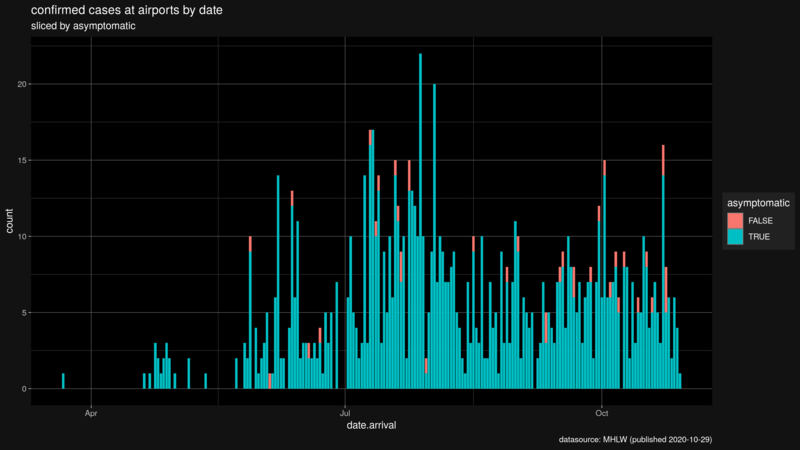 confirmed cases at airports by date
sliced by asymptomatic
20
15
10
5
0
count
Apr
Jul
Oct
date.arrival
asymptomatic
FALSE
TRUE
datasource: MHLW (published 2020-10-29)